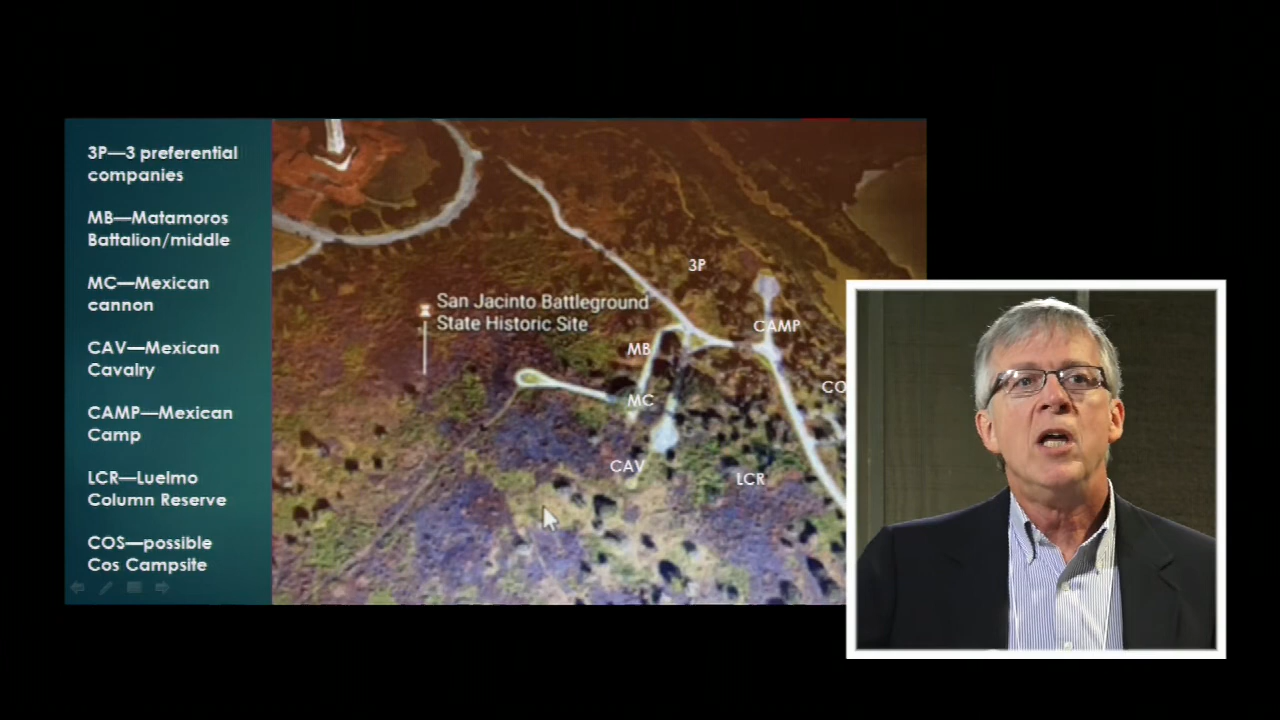 3P—3 preferential
companies
MB—Matamoros
Battalion/middle
MC—Mexican
cannon
CAV—Mexican
Cavalry
CAMP—Mexican
Camp
LCR—Luelmo
Column Reserve
COS—possible
Cos Campsite
3P
San Jacinto Battleground
State Historic Site
CAMP
MB
CO
MC
CAV
LCR